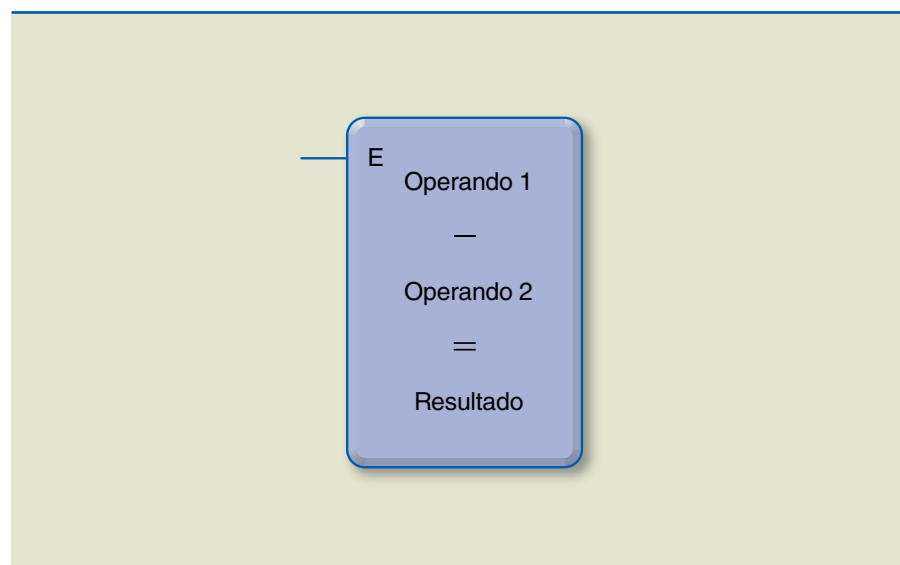 E
Operando 1
—
Operando 2
=
Resultado